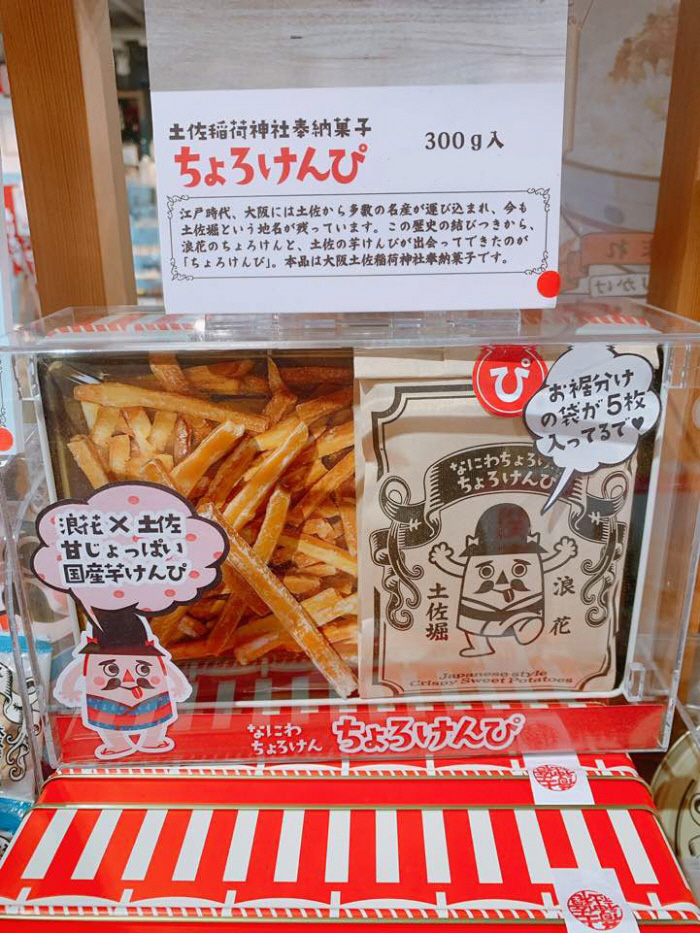 土佐稲荷神社奉納菓子
ちょろけんぴ
300g入
江戸時代、大阪には土佐から多数の名産が運び込まれ、今も
土佐堀という地名が残っています。この歴史の結びつきから、
浪花のちょろけんと、土佐の芋けんぴが出会ってできたのが
「ちょろけんぴ」。本品は大阪土佐稲荷神社奉納菓子です。
ぴ
お裾分け
の袋が5枚
入ってるで♥
なにわちょろけん
ちょろけんぴ
土佐堀
浪花
Japanese style
Crispy Sweet Potatoes
浪花×土佐
甘じょっぱい
国産芋けんぴ
なにわ
ちょろけん
ちょろけんぴ